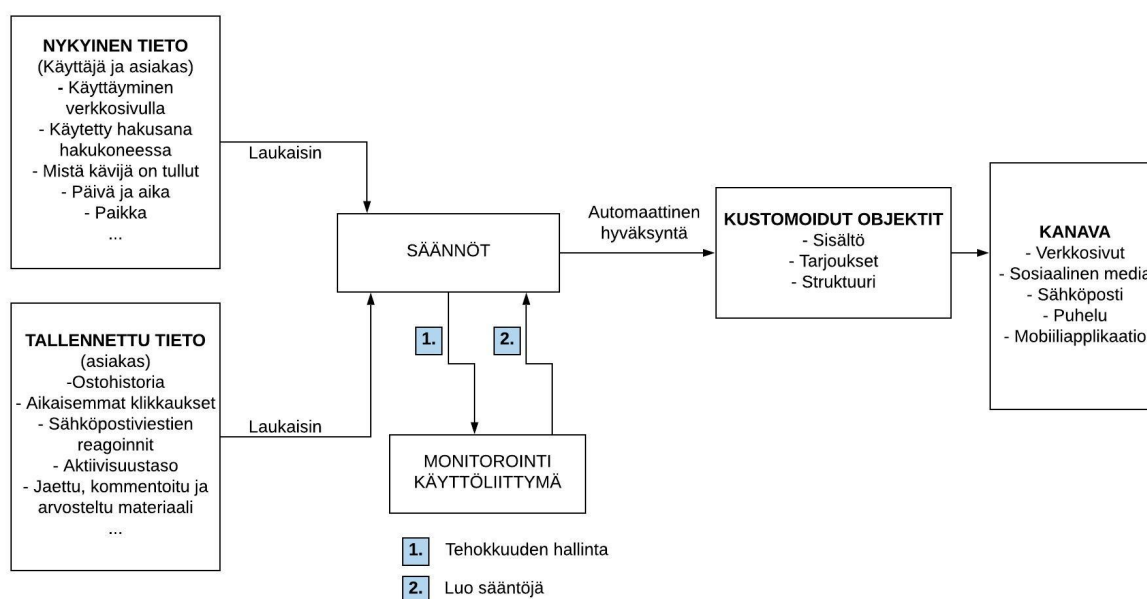 NYKYINEN TIETO
(Käyttäjä ja asiakas)
- Käyttäyminen
verkkosivulla
- Käytetty hakusana
hakukoneessa
- Mistä kävijä on tullut
- Päivä ja aika
- Paikka
...
Laukaisin
TALLENNETTU TIETO
(asiakas)
-Ostohistoria
- Aikaisemmat klikkaukset
- Sähköpostiviestien
reagoinnit
- Aktiivisuustaso
- Jaettu, kommentoitu ja
arvosteltu materiaali
...
Laukaisin
SÄÄNNÖT
1.
2.
MONITOROINTI
KÄYTTÖLIITTYMÄ
1. Tehokkuuden hallinta
2. Luo sääntöjä
Automaattinen
hyväksyntä
KUSTOMOIDUT OBJEKTIT
- Sisältö
- Tarjoukset
- Struktuuri
KANAVA
- Verkkosivut
- Sosiaalinen media
- Sähköposti
- Puhelu
- Mobiiliapplikaatio